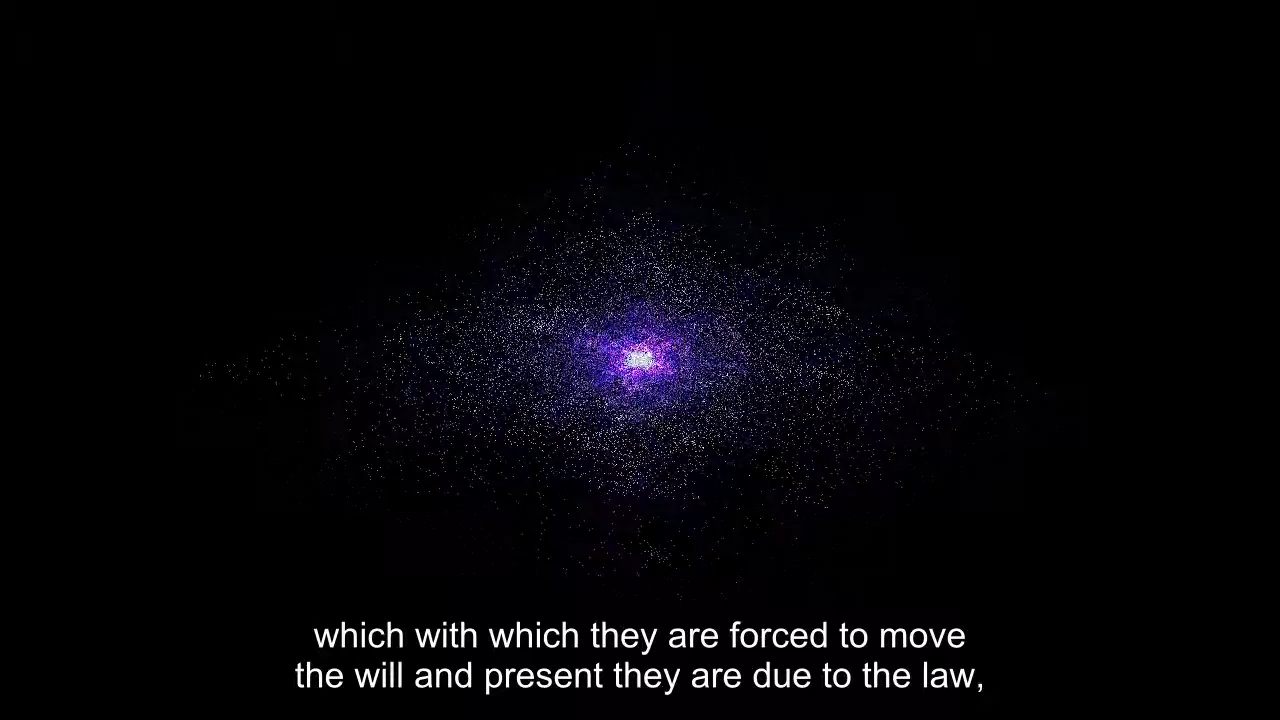 which with which they are forced to move
the will and present they are due to the law,